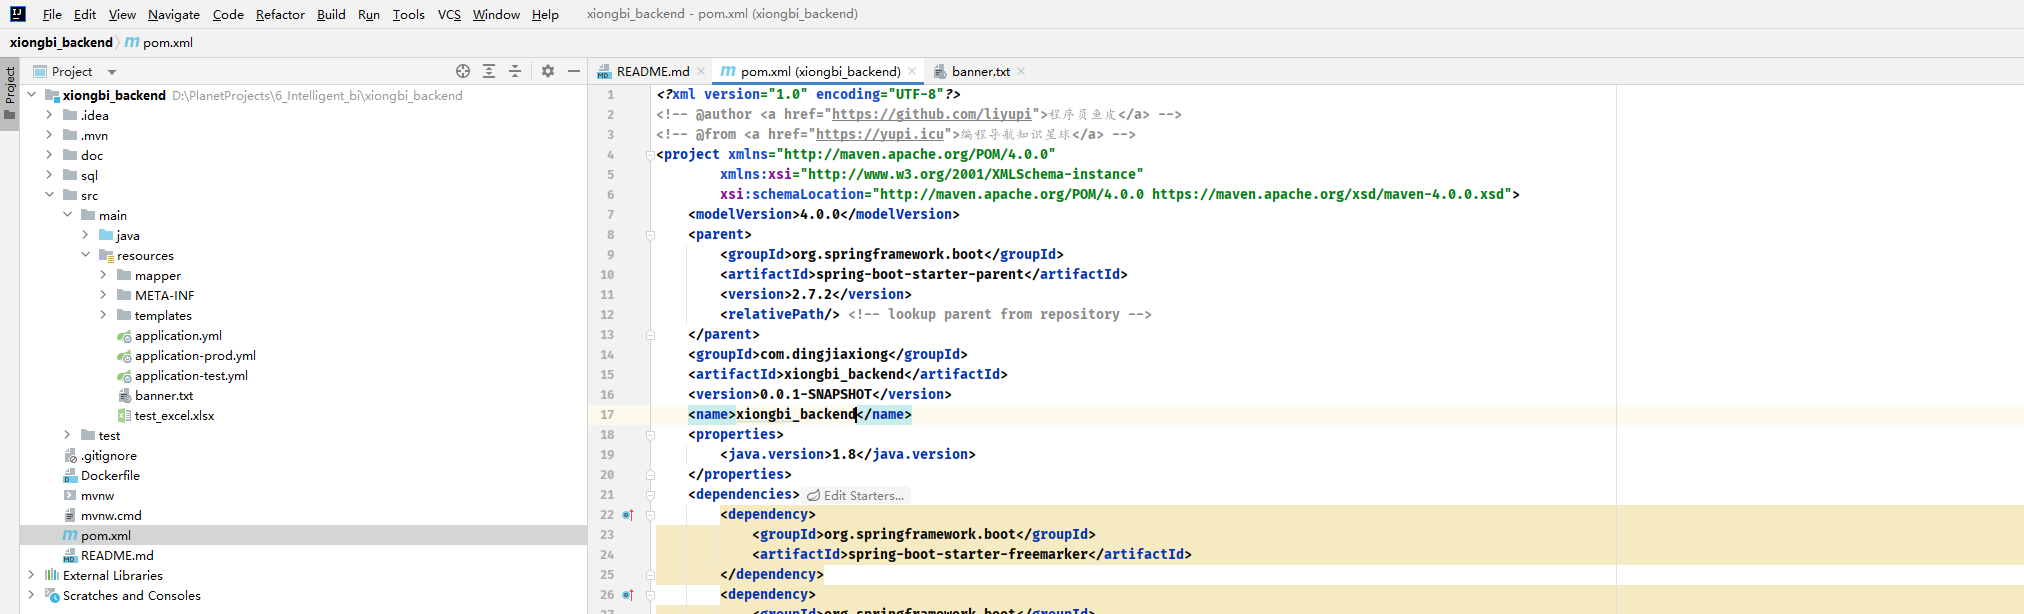 File Edit View Navigate Code Refactor Build Run Tools VCS Window Help xiongbi_backend - pom.xml (xiongbi_backend)
xiongbi_backend pom.xml
Project
Project
xiongbi_backend D:\PlanetProjects\6_Intelligent_bi\xiongbi_backend
.idea
.mvn
doc
sql
src
main
java
resources
mapper
META-INF
templates
application.yml
application-prod.yml
application-test.yml
banner.txt
test_excel.xlsx
test
.gitignore
Dockerfile
mvnw
mvnw.cmd
pom.xml
README.md
External Libraries
Scratches and Consoles
README.md pom.xml (xiongbi_backend) banner.txt
1 <?xml version="1.0" encoding="UTF-8"?>
2 <!-- @author <a href="https://github.com/liyupi">程序员鱼皮</a> -->
3 <!-- @from <a href="https://yupi.icu">编程导航知识星球</a> -->
4 <project xmlns="http://maven.apache.org/POM/4.0.0"
5 xmlns:xsi="http://www.w3.org/2001/XMLSchema-instance"
6 xsi:schemaLocation="http://maven.apache.org/POM/4.0.0 https://maven.apache.org/xsd/maven-4.0.0.xsd">
7 <modelVersion>4.0.0</modelVersion>
8 <parent>
9 <groupId>org.springframework.boot</groupId>
10 <artifactId>spring-boot-starter-parent</artifactId>
11 <version>2.7.2</version>
12 <relativePath/> <!-- lookup parent from repository -->
13 </parent>
14 <groupId>com.dingjiaxiong</groupId>
15 <artifactId>xiongbi_backend</artifactId>
16 <version>0.0.1-SNAPSHOT</version>
17 <name>xiongbi_backend</name>
18 <properties>
19 <java.version>1.8</java.version>
20 </properties>
21 <dependencies> Edit Starters...
22 <dependency>
23 <groupId>org.springframework.boot</groupId>
24 <artifactId>spring-boot-starter-freemarker</artifactId>
25 </dependency>
26 <dependency>
27 <groupId>org.springframework.boot</groupId>